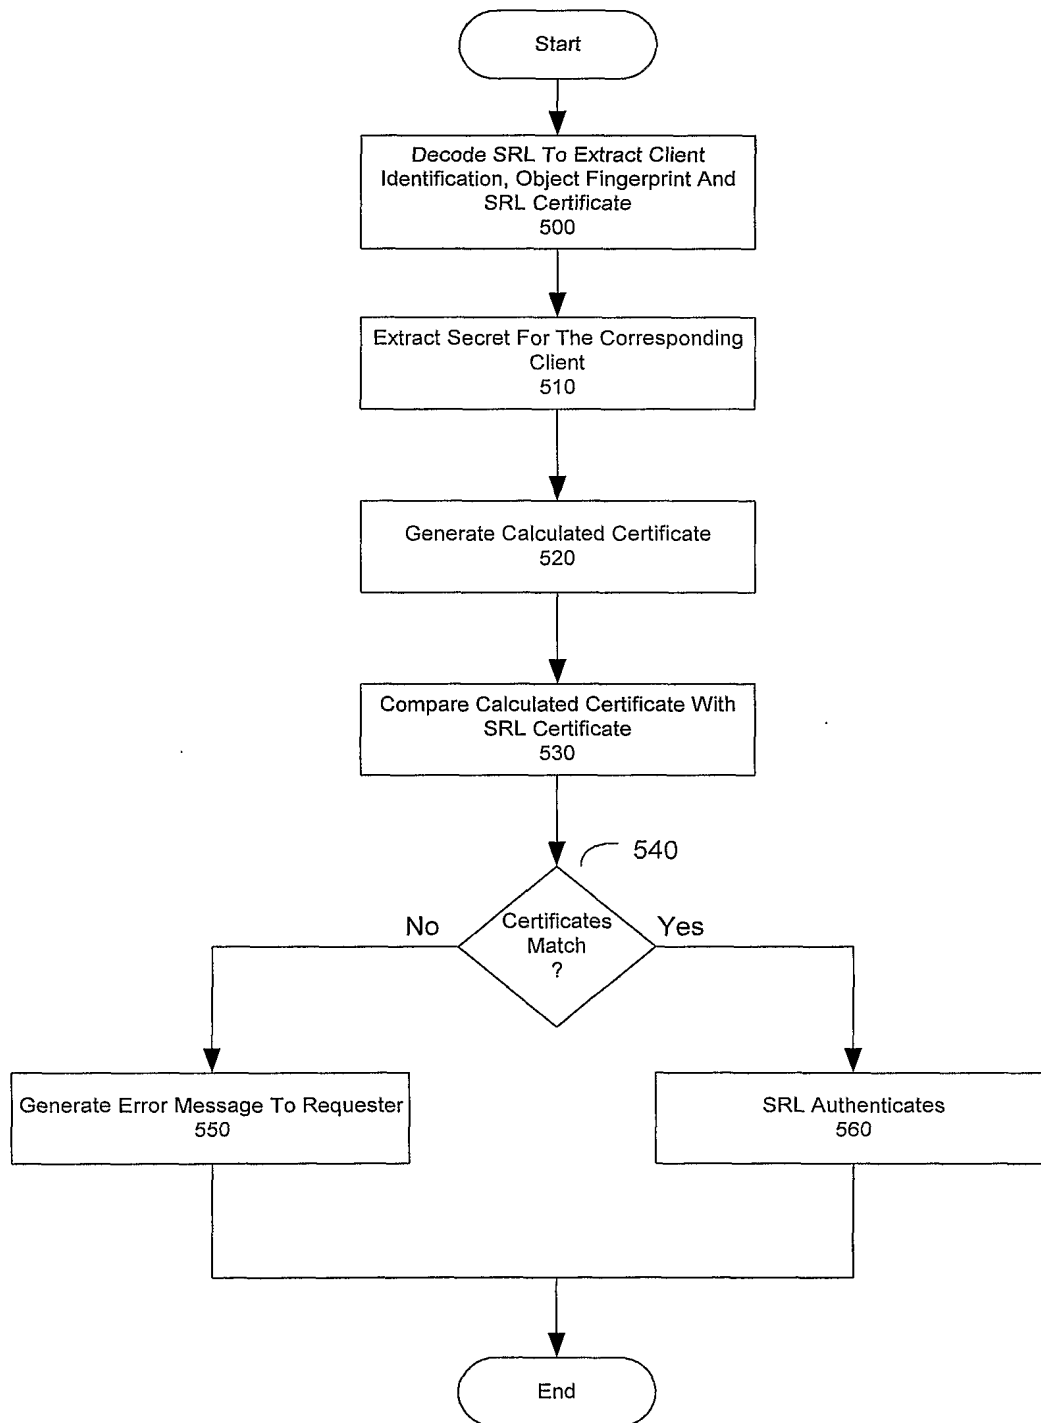 Start
Decode SRL To Extract Client
Identification, Object Fingerprint And
SRL Certificate
500
Extract Secret For The Corresponding
Client
510
Generate Calculated Certificate
520
Compare Calculated Certificate With
SRL Certificate
530
540
Certificates
Match
?
No
Yes
Generate Error Message To Requester
550
SRL Authenticates
560
End